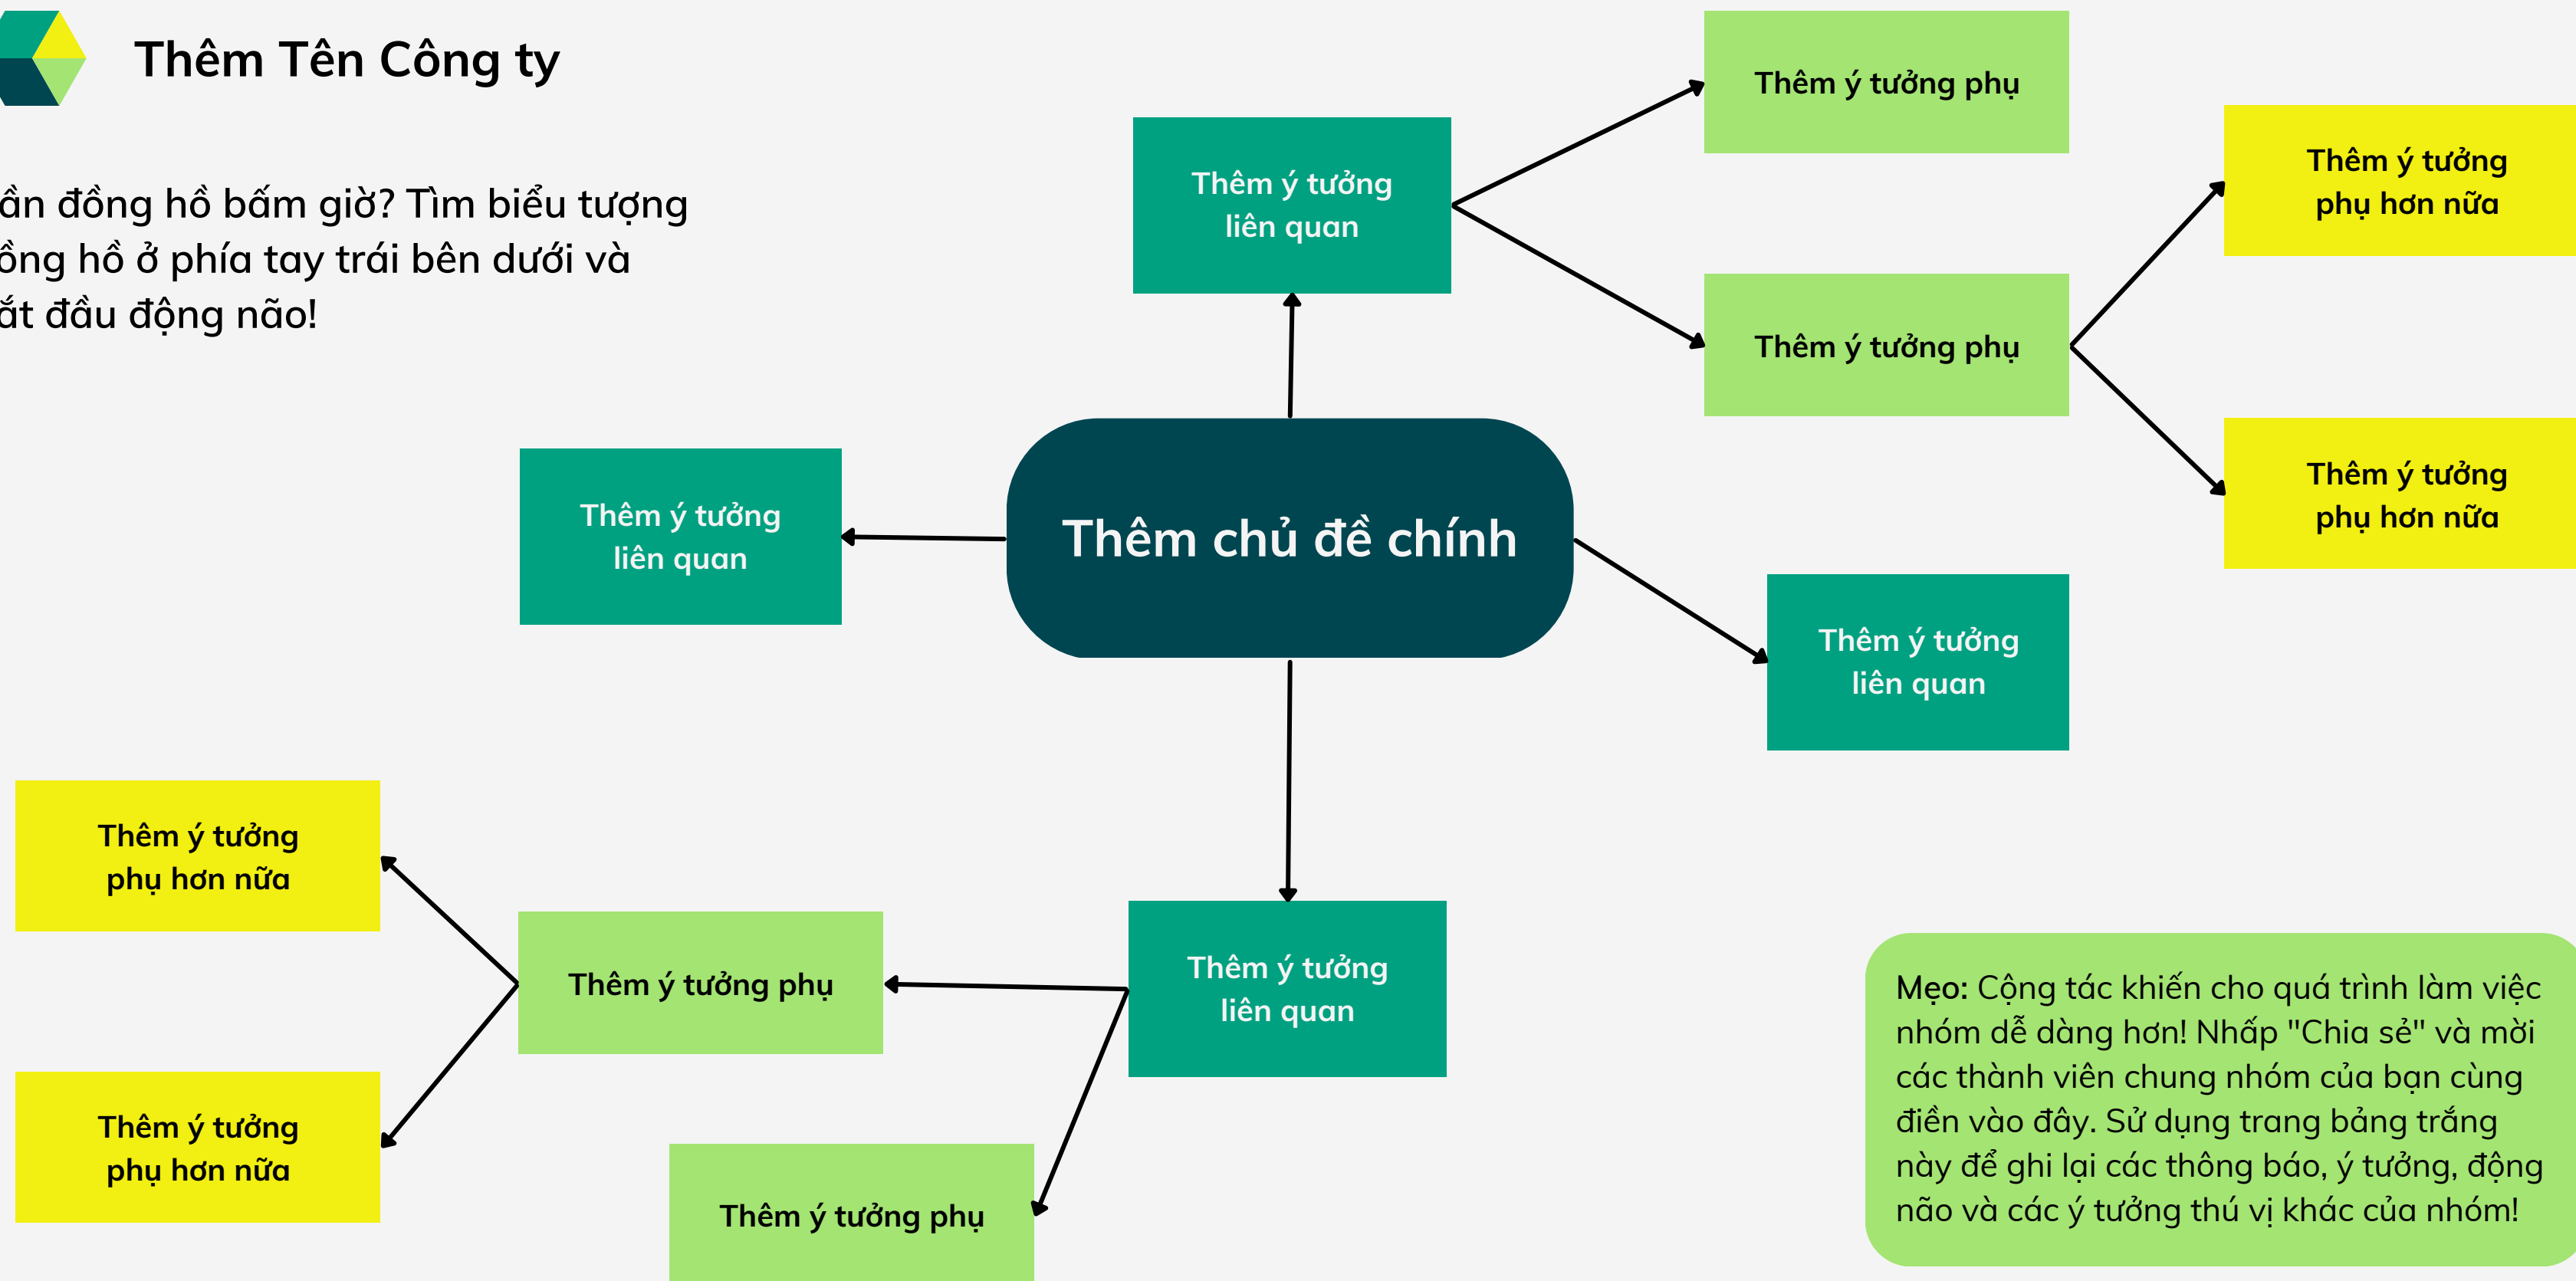 Thêm Tên Công ty
đồng hồ bấm giờ? Tìm biểu tượng
hồ ở phía tay trái bên dưới và
đầu động não!
Thêm ý tưởng
liên quan
Thêm ý tưởng phụ
Thêm ý tưởng
phụ hơn nữa
Thêm ý tưởng phụ
Thêm ý tưởng
phụ hơn nữa
Thêm ý tưởng
liên quan
Thêm chủ đề chính
Thêm ý tưởng
liên quan
Thêm ý tưởng
phụ hơn nữa
Thêm ý tưởng phụ
Thêm ý tưởng
liên quan
Thêm ý tưởng
phụ hơn nữa
Thêm ý tưởng phụ
Mẹo: Cộng tác khiến cho quá trình làm việc
nhóm dễ dàng hơn! Nhấp "Chia sẻ" và mời
các thành viên chung nhóm của bạn cùng
điền vào đây. Sử dụng trang bảng trắng
này để ghi lại các thông báo, ý tưởng, động
não và các ý tưởng thú vị khác của nhóm!